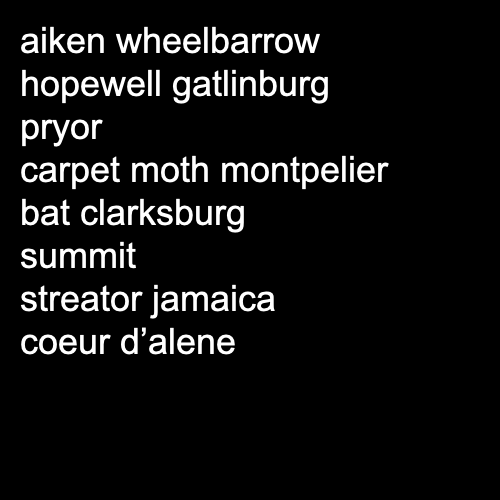 aiken wheelbarrow
hopewell gatlinburg
pryor
carpet moth montpelier
bat clarksburg
summit
streator jamaica
coeur d’alene